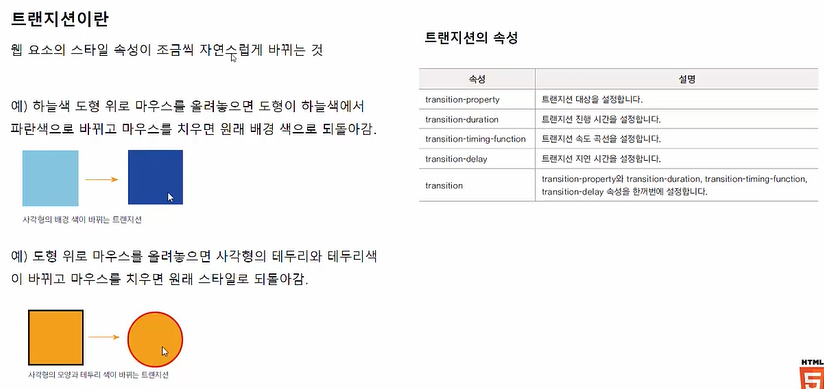 트랜지션이란
웹 요소의 스타일 속성이 조금씩 자연스럽게 바뀌는 것
예) 하늘색 도형 위로 마우스를 올려놓으면 도형이 하늘색에서
파란색으로 바뀌고 마우스를 치우면 원래 배경 색으로 되돌아감.
사각형의 배경 색이 바뀌는 트랜지션
예) 도형 위로 마우스를 올려놓으면 사각형의 테두리와 테두리색
이 바뀌고 마우스를 치우면 원래 스타일로 되돌아감.
사각형의 모양과 테두리 색이 바뀌는 트랜지션
트랜지션의 속성
속성 설명
transition-property 트랜지션 대상을 설정합니다.
transition-duration 트랜지션 진행 시간을 설정합니다.
transition-timing-function 트랜지션 속도 곡선을 설정합니다.
transition-delay 트랜지션 지연 시간을 설정합니다.
transition transition-property와 transition-duration, transition-timing-function,
transition-delay 속성을 한꺼번에 설정합니다.
HTML
5